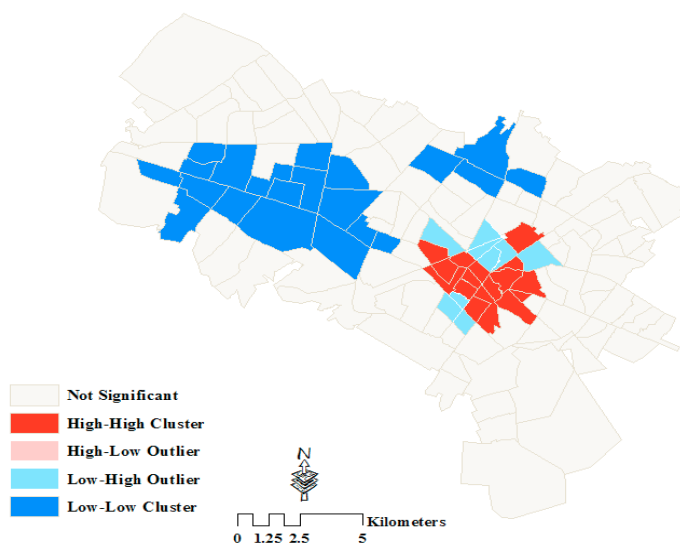 Not Significant
High-High Cluster
High-Low Outlier
Low-High Outlier
Low-Low Cluster
N
Kilometers
0 1.25 2.5 5